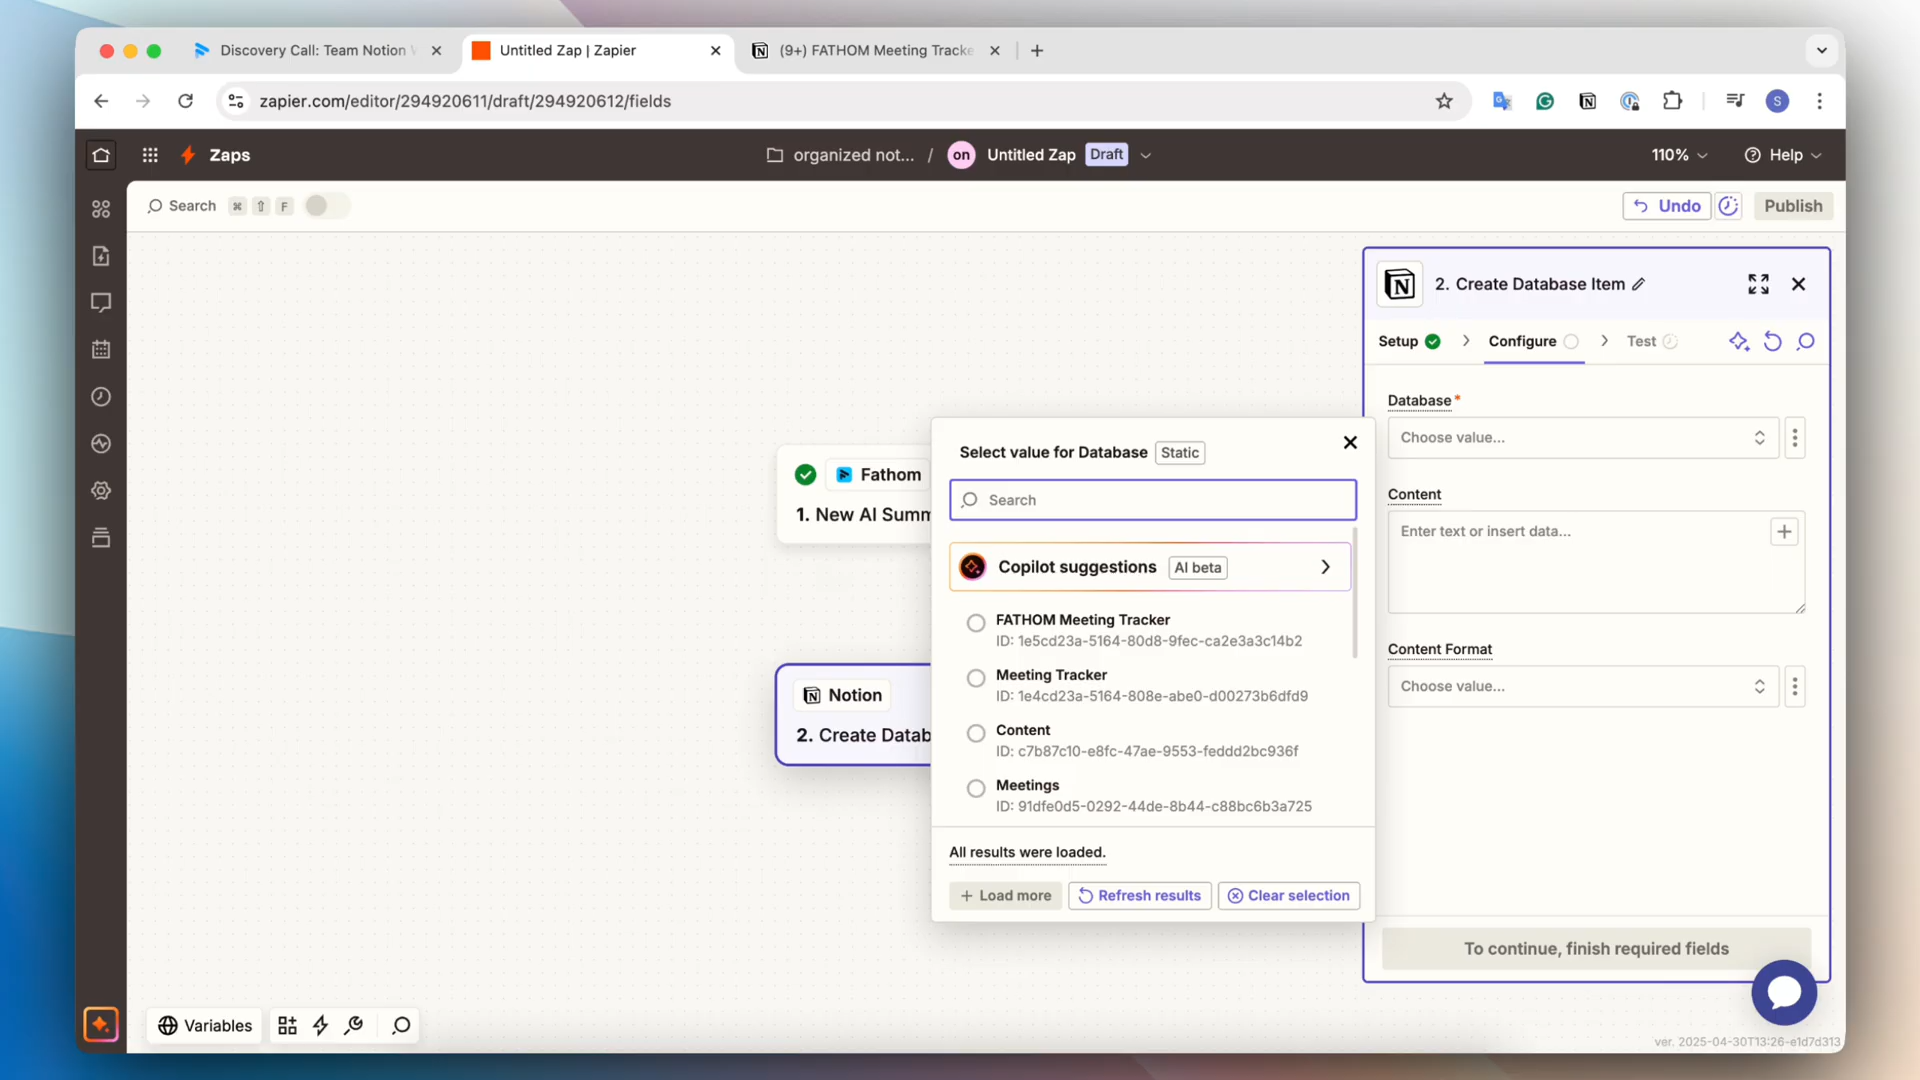 Discovery Call: Team Notion
Untitled Zap | Zapier
(9+) FATHOM Meeting Tracke
zapier.com/editor/294920611/draft/294920612/fields
S
Zaps
organized not... / on Untitled Zap Draft
110%
Help
Search ⌘ ⇧ F
Undo
Publish
2. Create Database Item
Setup
Configure
Test
Database*
Choose value...
Content
Enter text or insert data...
Content Format
Choose value...
To continue, finish required fields
Fathom
1. New AI Summ
Notion
2. Create Datab
Select value for Database Static
Search
Copilot suggestions AI beta
FATHOM Meeting Tracker
ID: 1e5cd23a-5164-80d8-9fec-ca2e3a3c14b2
Meeting Tracker
ID: 1e4cd23a-5164-808e-abe0-d00273b6dfd9
Content
ID: c7b87c10-e8fc-47ae-9553-feddd2bc936f
Meetings
ID: 91dfe0d5-0292-44de-8b44-c88bc6b3a725
All results were loaded.
+ Load more
Refresh results
Clear selection
Variables
ver. 2025-04-30T13:26-e1d7d313